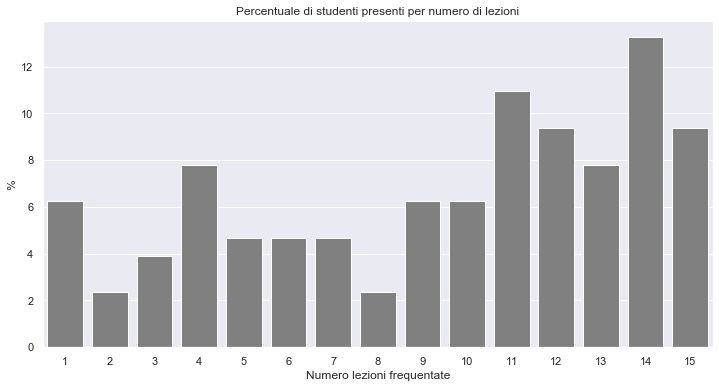 Percentuale di studenti presenti per numero di lezioni
%
12
10
8
6
4
2
0
1 2 3 4 5 6 7 8 9 10 11 12 13 14 15
Numero lezioni frequentate